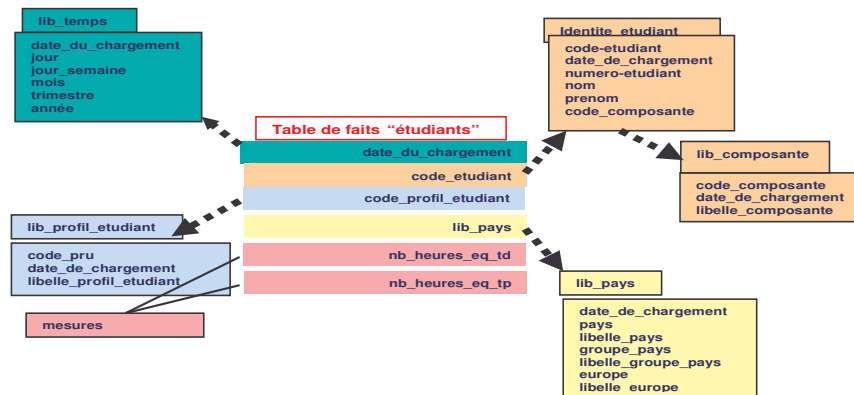 lib_temps
date_du_chargement
jour
jour_semaine
mois
trimestre
année
Identite_etudiant
code-etudiant
date_de_chargement
numero-etudiant
nom
prenom
code_composante
Table de faits “étudiants”
date_du_chargement
code_etudiant
code_profil_etudiant
lib_pays
nb_heures_eq_td
nb_heures_eq_tp
lib_composante
code_composante
date_de_chargement
libelle_composante
lib_profil_etudiant
code_pru
date_de_chargement
libelle_profil_etudiant
mesures
lib_pays
date_de_chargement
pays
libelle_pays
groupe_pays
libelle_groupe_pays
europe
libelle_europe